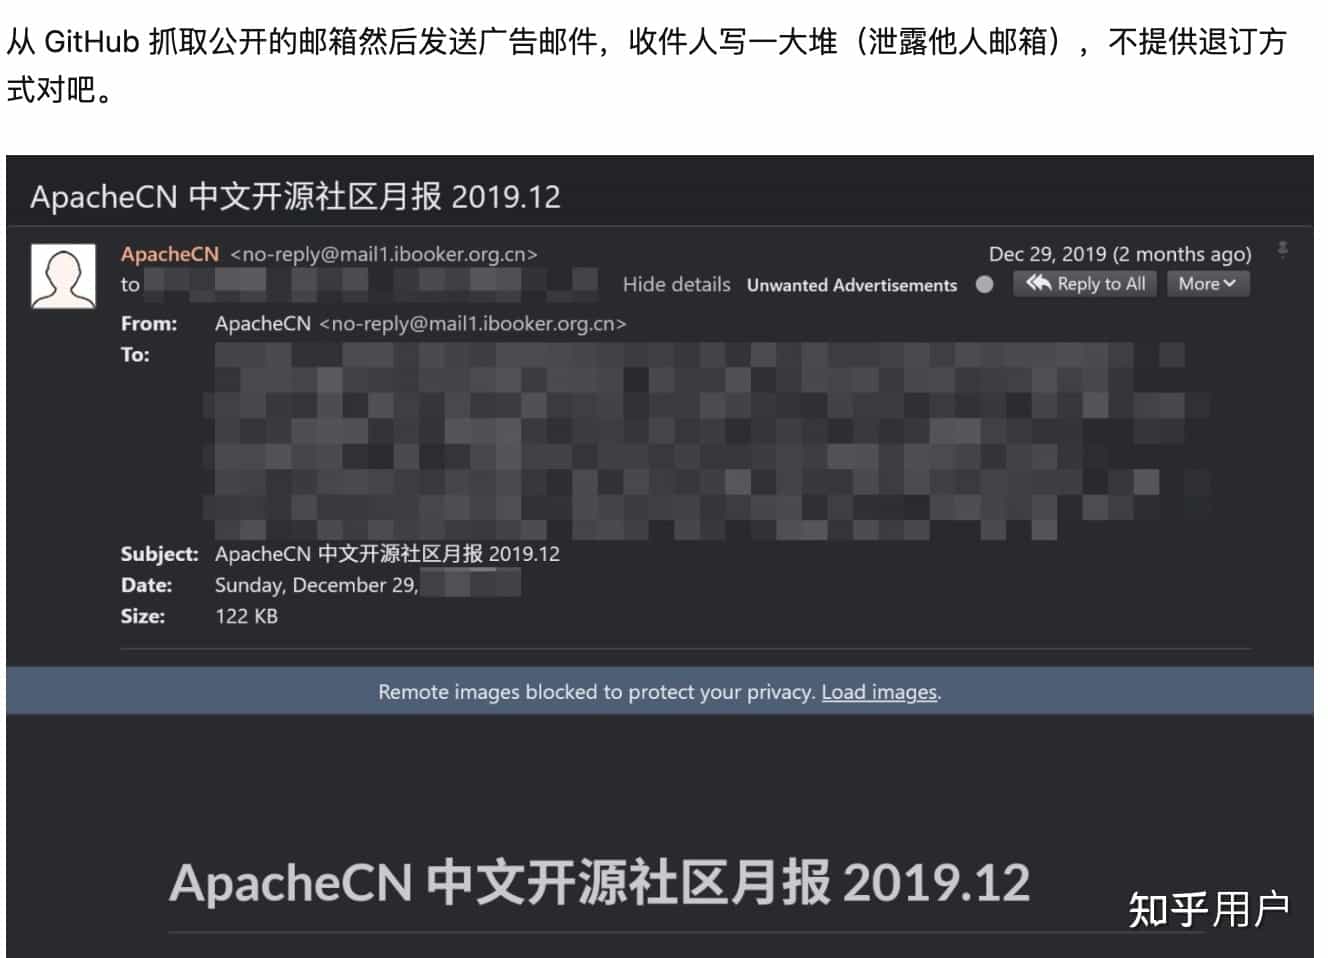 从 GitHub 抓取公开的邮箱然后发送广告邮件，收件人写一大堆（泄露他人邮箱），不提供退订方
式对吧。
ApacheCN 中文开源社区月报 2019.12
ApacheCN <no-reply@mail1.ibooker.org.cn> Dec 29, 2019 (2 months ago)
to Hide details Unwanted Advertisements Reply to All More
From: ApacheCN <no-reply@mail1.ibooker.org.cn>
To:
Subject: ApacheCN 中文开源社区月报 2019.12
Date: Sunday, December 29,
Size: 122 KB
Remote images blocked to protect your privacy. Load images.
ApacheCN 中文开源社区月报 2019.12
知乎用户